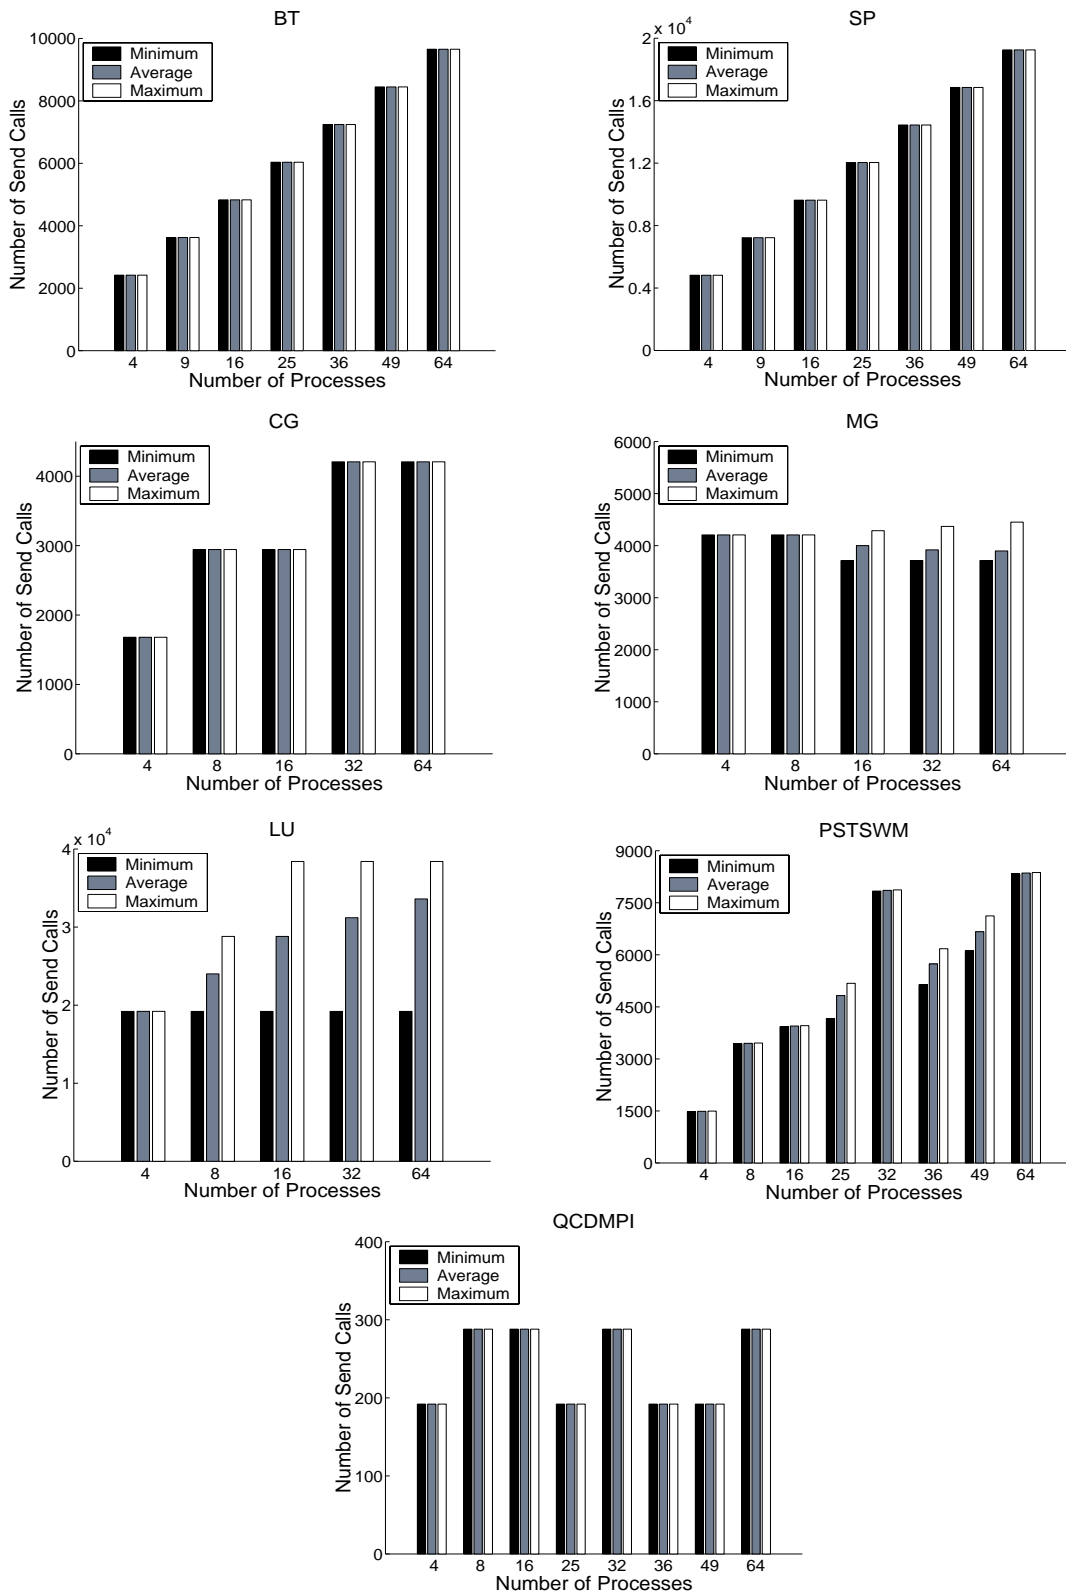 BT
10000
8000
6000
4000
2000
0
Number of Send Calls
Minimum
Average
Maximum
4 9 16 25 36 49 64
Number of Processes
SP
x 10^4
2
1.6
1.2
0.8
0.4
0
Number of Send Calls
Minimum
Average
Maximum
4 9 16 25 36 49 64
Number of Processes
CG
4000
3000
2000
1000
0
Number of Send Calls
Minimum
Average
Maximum
4 8 16 32 64
Number of Processes
MG
6000
5000
4000
3000
2000
1000
0
Number of Send Calls
Minimum
Average
Maximum
4 8 16 32 64
Number of Processes
LU
x 10^4
4
3
2
1
0
Number of Send Calls
Minimum
Average
Maximum
4 8 16 32 64
Number of Processes
PSTSWM
9000
7500
6000
4500
3000
1500
0
Number of Send Calls
Minimum
Average
Maximum
4 8 16 25 32 36 49 64
Number of Processes
QCDMPI
400
300
200
100
0
Number of Send Calls
Minimum
Average
Maximum
4 8 16 25 32 36 49 64
Number of Processes